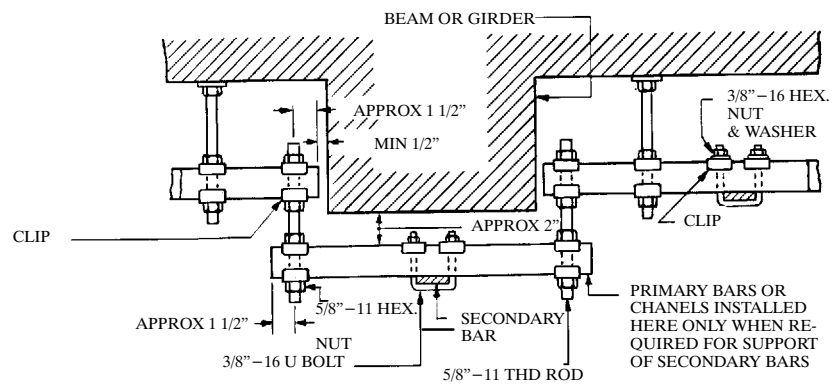 BEAM OR GIRDER
APPROX 1 1/2"
MIN 1/2"
3/8"−16 HEX.
NUT
& WASHER
CLIP
CLIP
APPROX 2"
5/8"−11 HEX.
NUT
APPROX 1 1/2"
3/8"−16 U BOLT
SECONDARY
BAR
5/8"−11 THD ROD
PRIMARY BARS OR
CHANELS INSTALLED
HERE ONLY WHEN RE-
QUIRED FOR SUPPORT
OF SECONDARY BARS